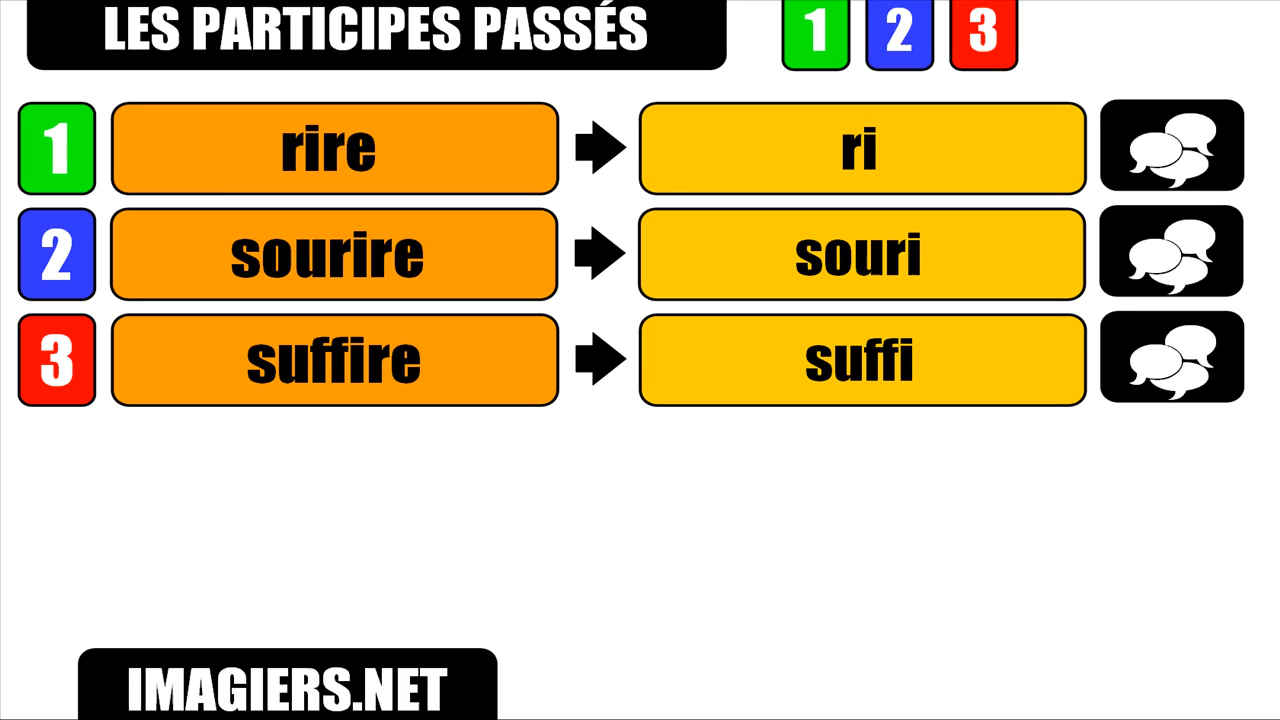 LES PARTICIPES PASSÉS 1 2 3
1 rire ri
2 sourire souri
3 suffire suffi
IMAGIERS.NET